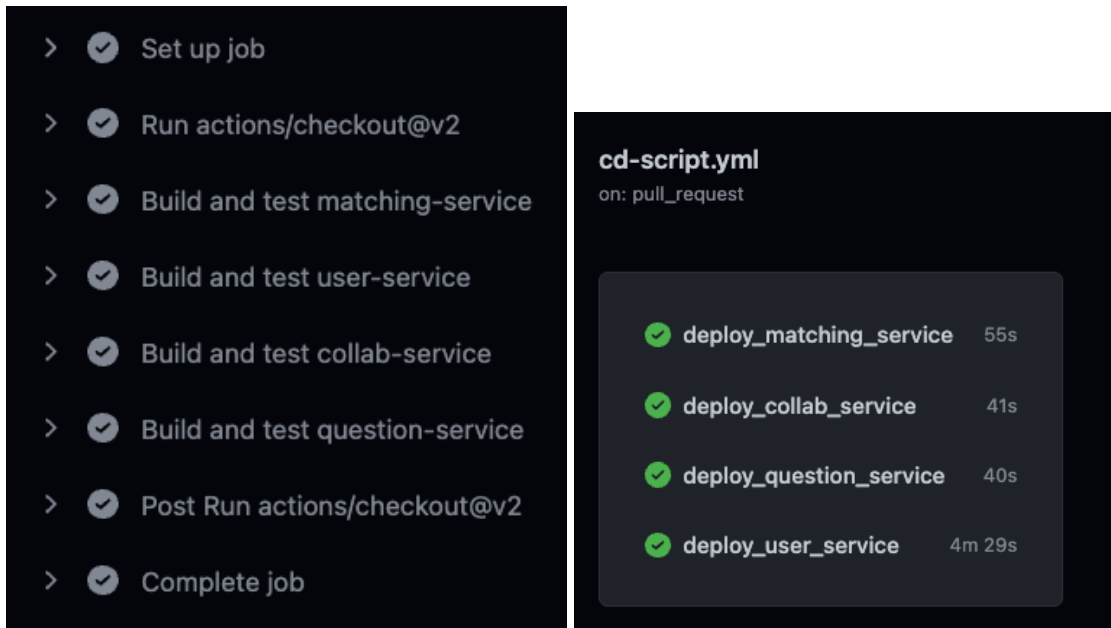 Set up job
Run actions/checkout@v2
Build and test matching-service
Build and test user-service
Build and test collab-service
Build and test question-service
Post Run actions/checkout@v2
Complete job
cd-script.yml
on: pull_request
deploy_matching_service 55s
deploy_collab_service 41s
deploy_question_service 40s
deploy_user_service 4m 29s